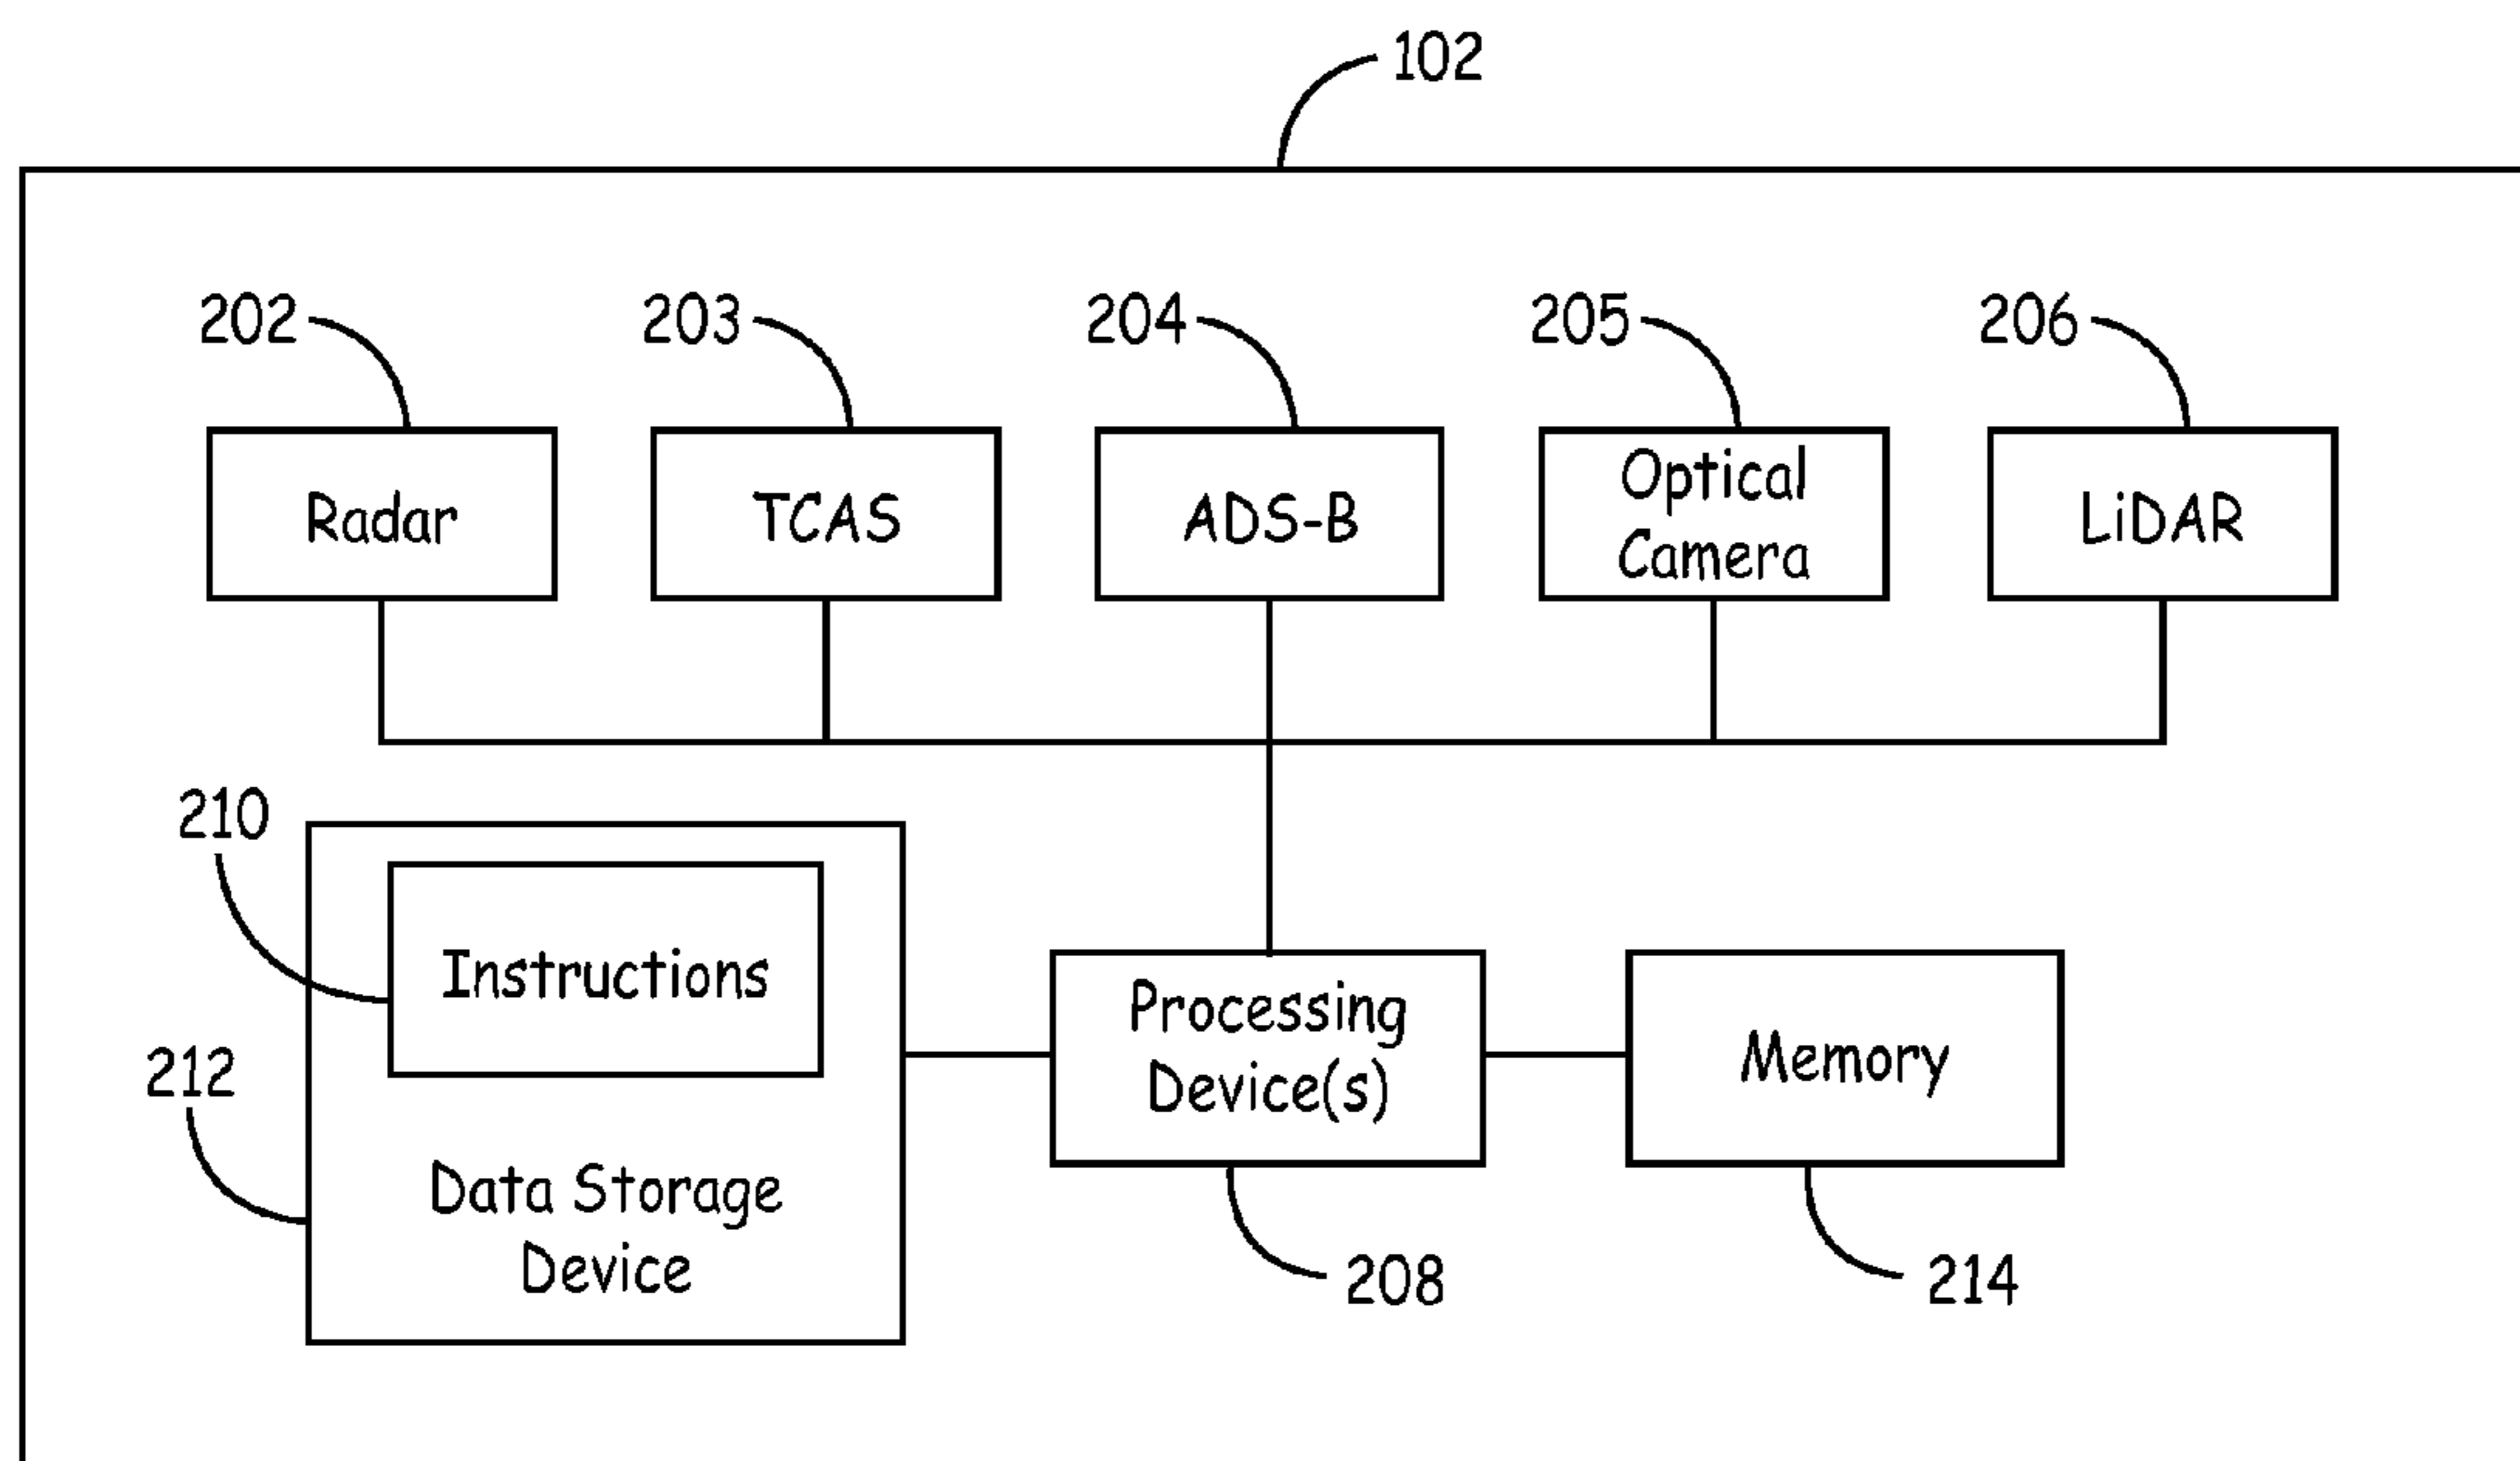 102
202
203
204
205
206
Radar
TCAS
ADS-B
Optical
Camera
LiDAR
210
Instructions
212
Data Storage
Device
Processing
Device(s)
Memory
208
214